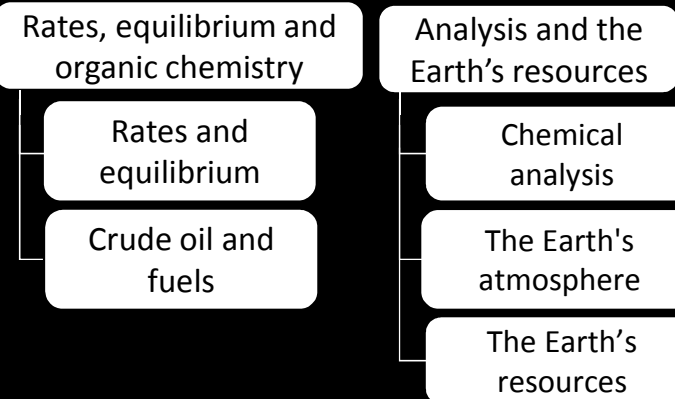 Rates, equilibrium and
organic chemistry
Rates and
equilibrium
Crude oil and
fuels
Analysis and the
Earth’s resources
Chemical
analysis
The Earth's
atmosphere
The Earth’s
resources